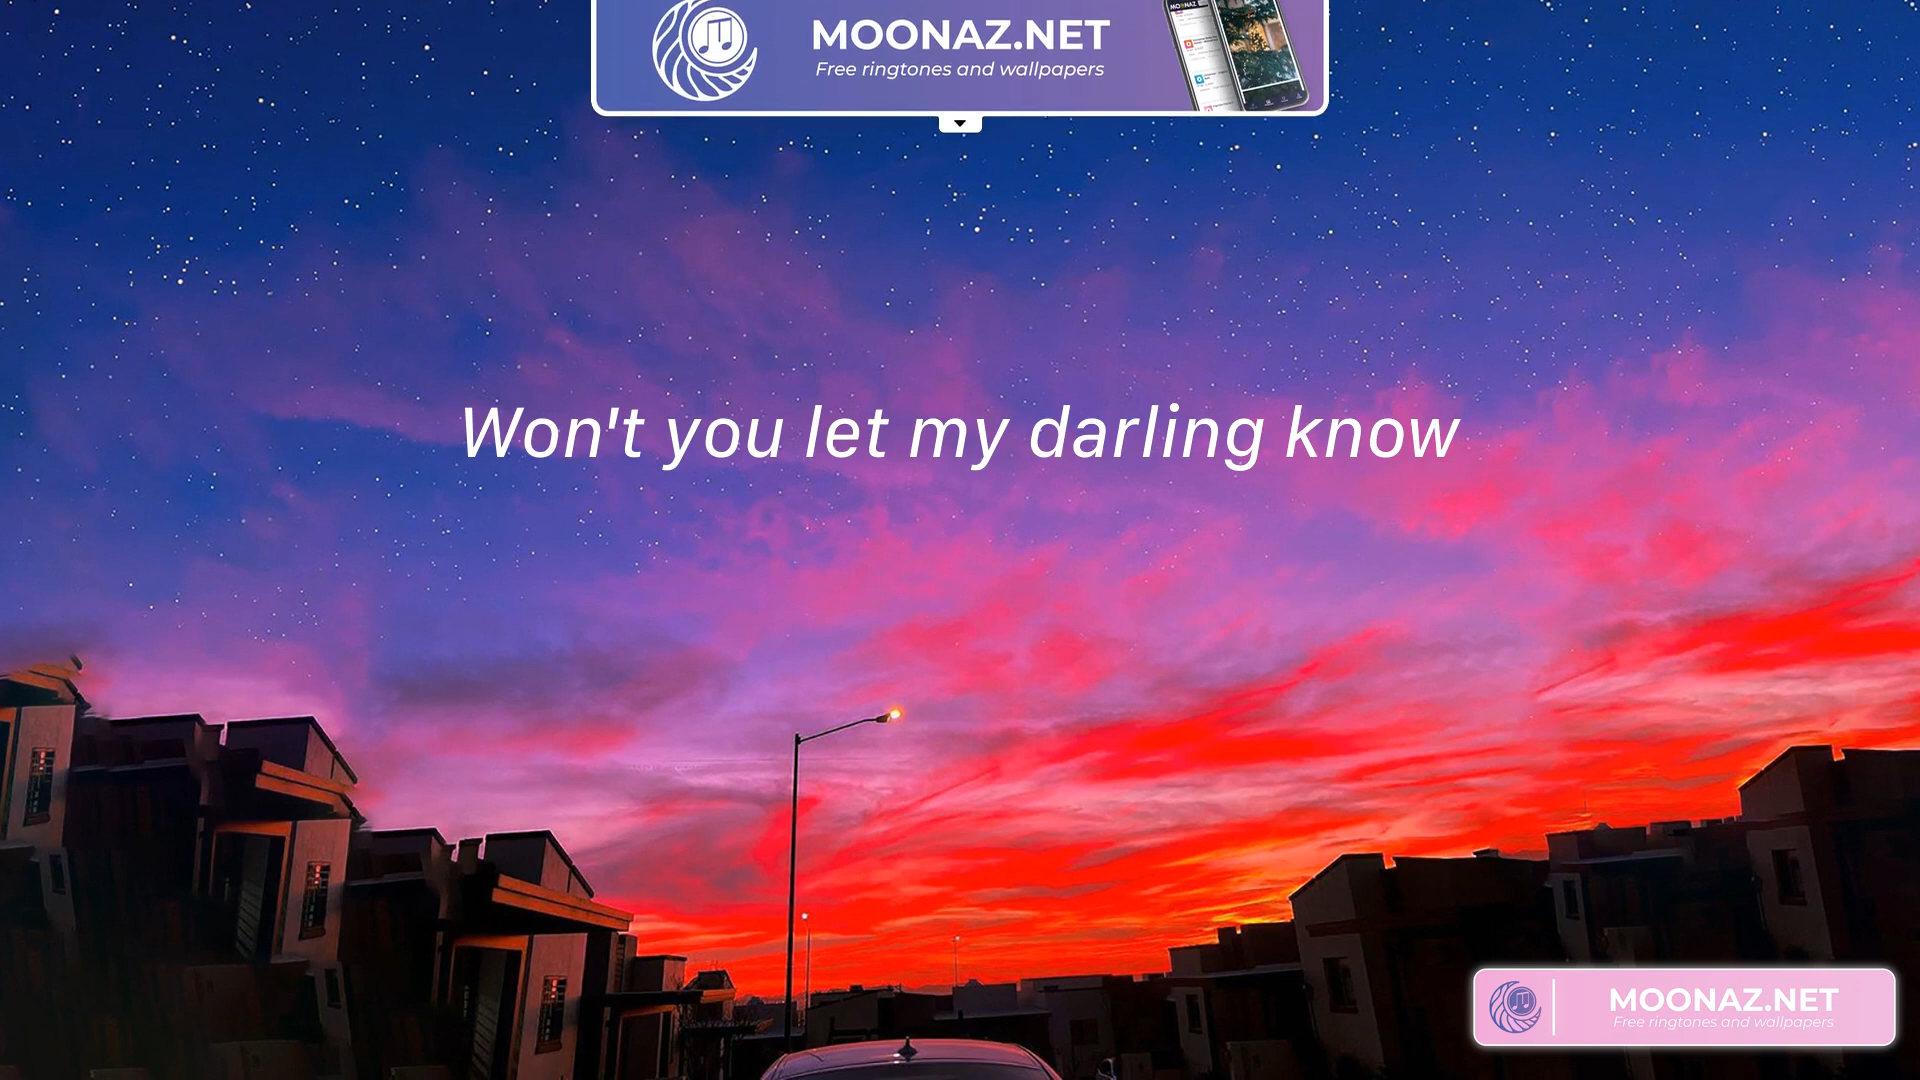 MOONAZ.NET
Free ringtones and wallpapers
Won't you let my darling know
MOONAZ.NET
Free ringtones and wallpapers